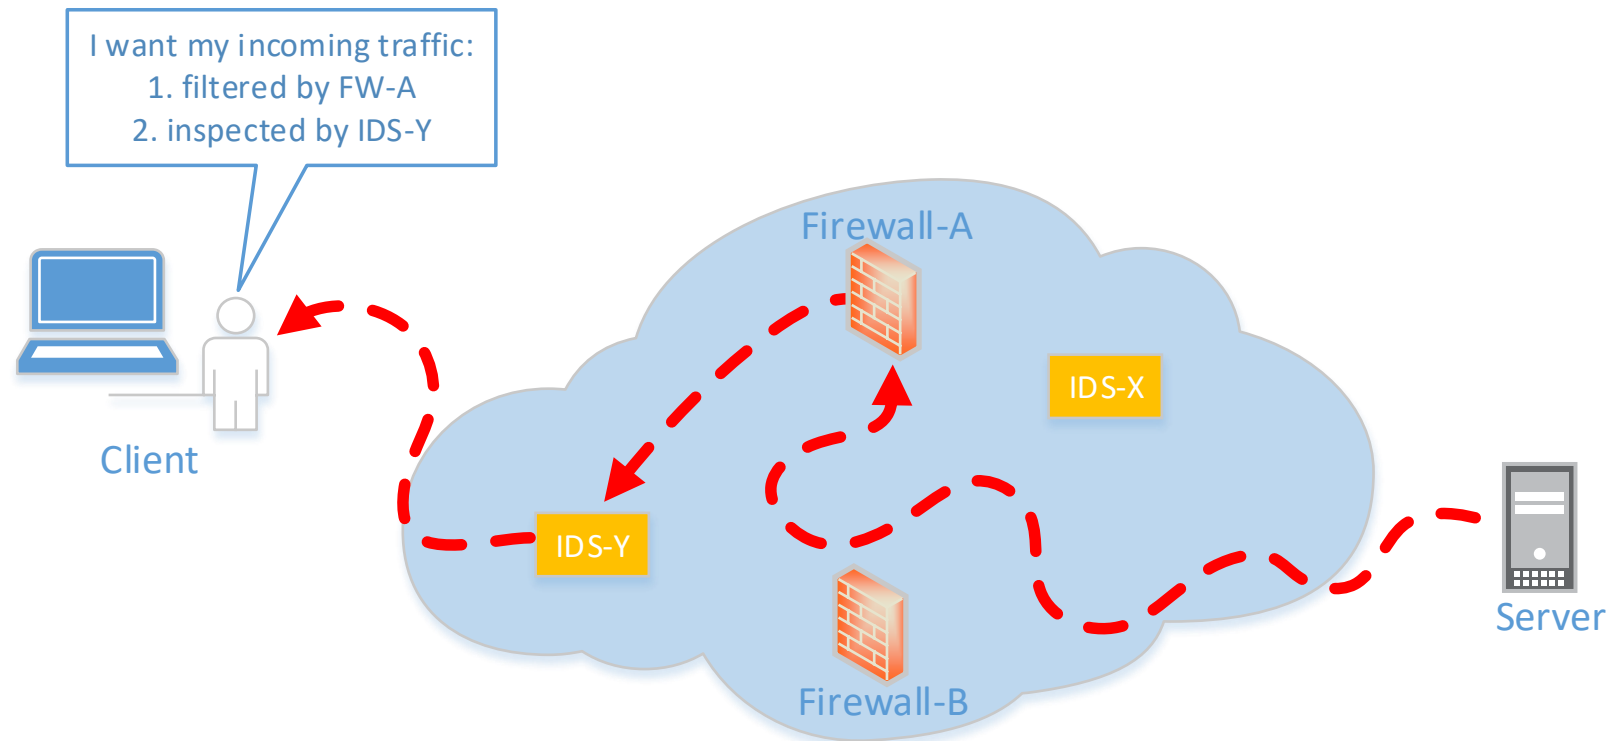 I want my incoming traffic:
1. filtered by FW-A
2. inspected by IDS-Y
Firewall-A
IDS-X
Client
IDS-Y
Server
Firewall-B